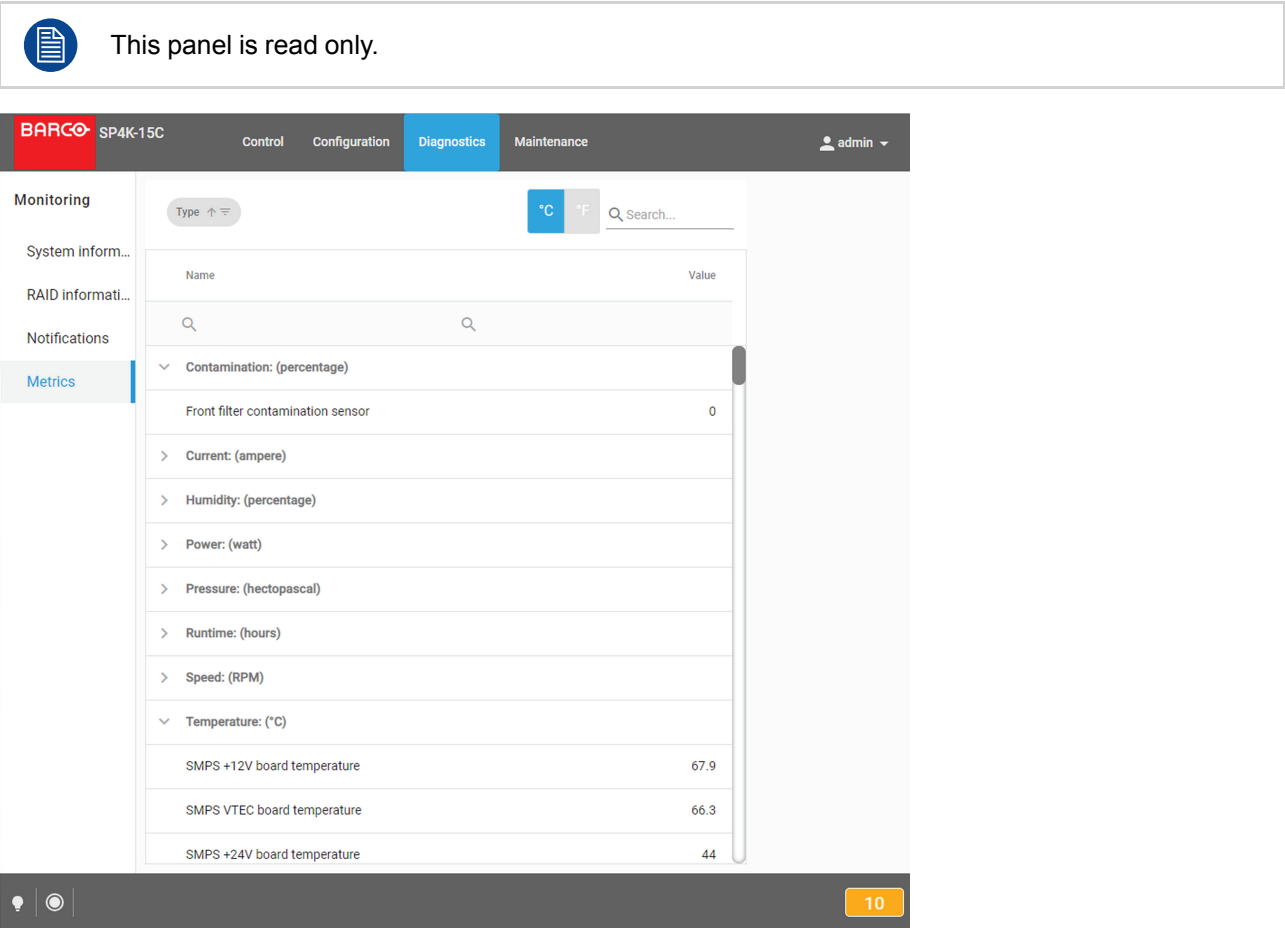 This panel is read only.
BARCO SP4K-15C Control Configuration Diagnostics Maintenance admin
Monitoring
System inform...
RAID informati...
Notifications
Metrics
Type °C °F Search...
Name Value
Contamination: (percentage)
Front filter contamination sensor 0
Current: (ampere)
Humidity: (percentage)
Power: (watt)
Pressure: (hectopascal)
Runtime: (hours)
Speed: (RPM)
Temperature: (°C)
SMPS +12V board temperature 67.9
SMPS VTEC board temperature 66.3
SMPS +24V board temperature 44
10